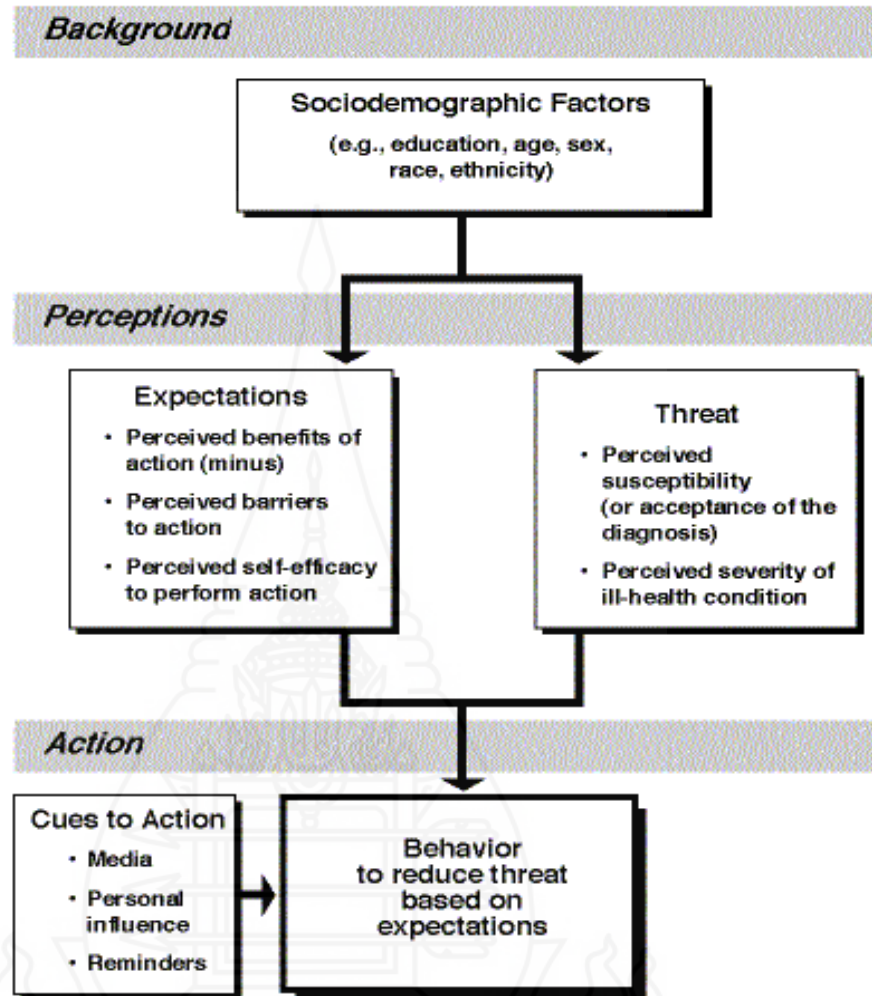 Background
Sociodemographic Factors
(e.g., education, age, sex,
race, ethnicity)
Perceptions
Expectations
• Perceived benefits of
action (minus)
• Perceived barriers
to action
• Perceived self-efficacy
to perform action
Threat
• Perceived
susceptibility
(or acceptance of the
diagnosis)
• Perceived severity of
ill-health condition
Action
Cues to Action
• Media
• Personal
influence
• Reminders
Behavior
to reduce threat
based on
expectations